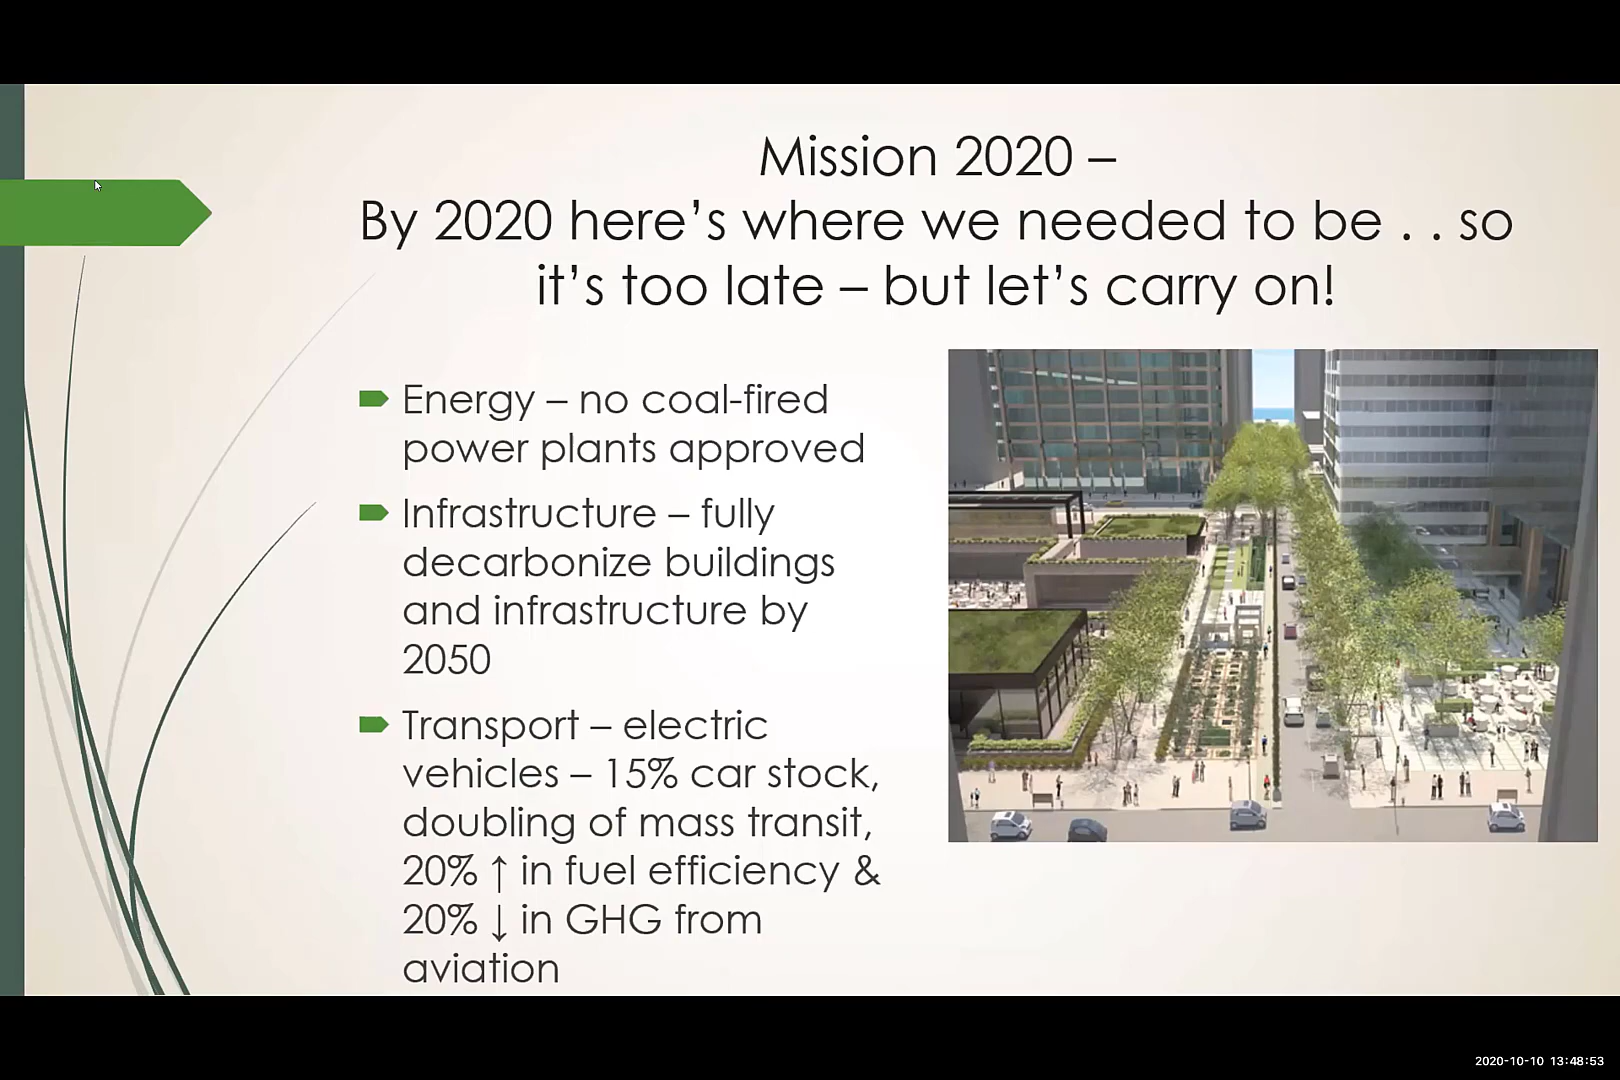 Mission 2020 –
By 2020 here’s where we needed to be . . so
it’s too late – but let’s carry on!
Energy – no coal-fired
power plants approved
Infrastructure – fully
decarbonize buildings
and infrastructure by
2050
Transport – electric
vehicles – 15% car stock,
doubling of mass transit,
20% ↑ in fuel efficiency &
20% ↓ in GHG from
aviation
2020-10-10 13:48:53